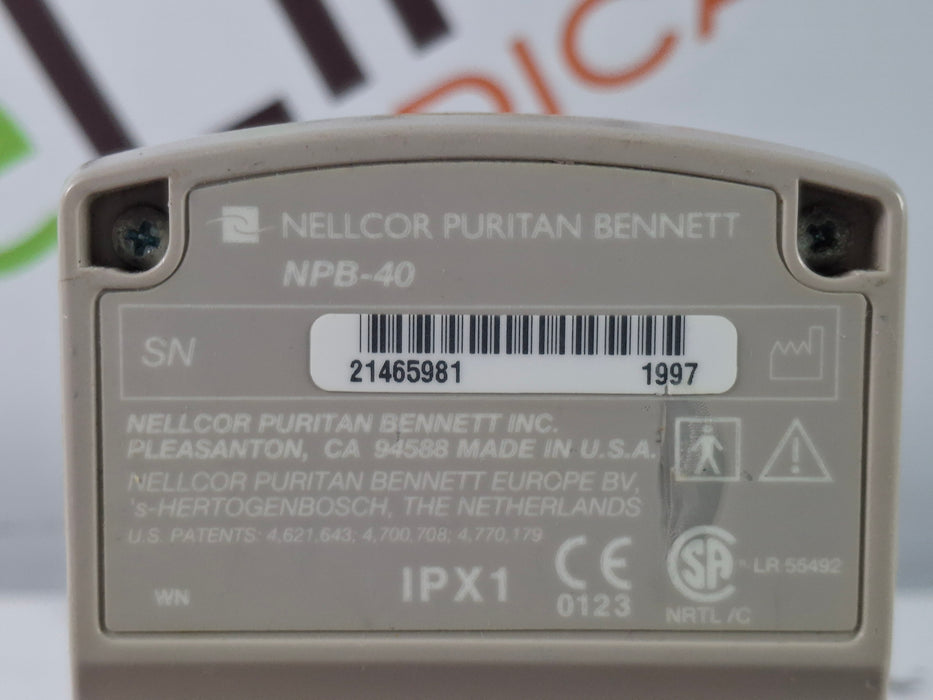 DICA
NELLCOR PURITAN BENNETT
NPB-40
SN
21465981 1997
NELLCOR PURITAN BENNETT INC.
PLEASANTON, CA 94588 MADE IN U.S.A.
NELLCOR PURITAN BENNETT EUROPE BV,
's-HERTOGENBOSCH, THE NETHERLANDS
U.S. PATENTS: 4,621,643; 4,700,708; 4,770,179
WN
IPX1
CE
0123
SA
LR 55492
NRTL /C